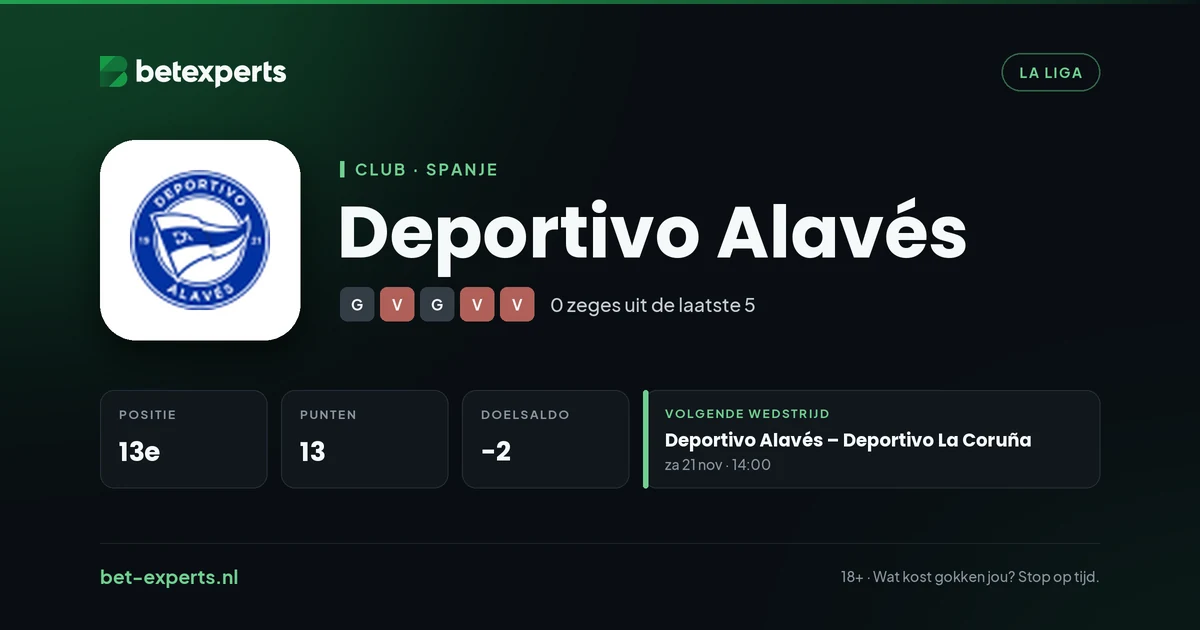 betexperts
LA LIGA
DEPORTIVO
19 21
ALAVÉS
CLUB · SPANJE
Deportivo Alavés
G V G V V 0 zeges uit de laatste 5
POSITIE
13e
PUNTEN
13
DOELSALDO
-2
VOLGENDE WEDSTRIJD
Deportivo Alavés – Deportivo La Coruña
za 21 nov · 14:00
bet-experts.nl
18+ · Wat kost gokken jou? Stop op tijd.